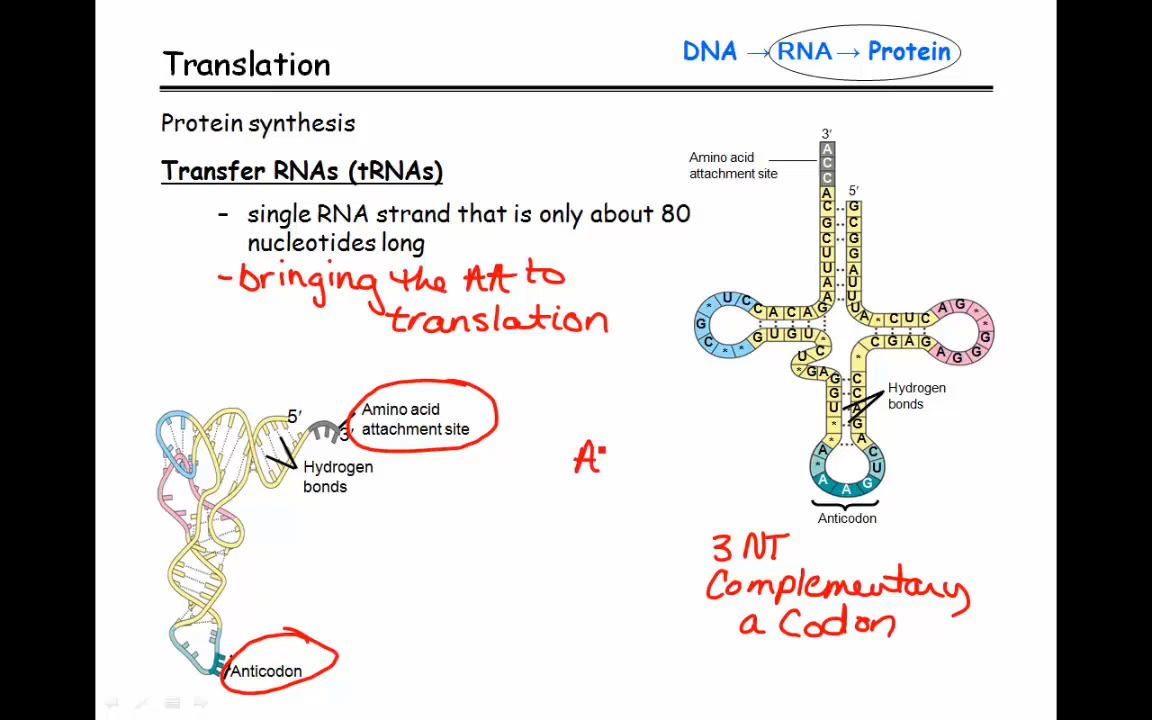 Translation
DNA → RNA → Protein
Protein synthesis
Transfer RNAs (tRNAs)
– single RNA strand that is only about 80
nucleotides long
-bringing the AA to
translation
5'
3'
Amino acid
attachment site
Hydrogen
bonds
Anticodon
A
3'
Amino acid
attachment site
A
C
C
A
C
G
C
U
U
A
A
5'
G
C
G
G
A
U
U
U
G A C A C
C U * G C * *
G U G U *
C U * G A G
A * C U C
A G * * G G A G
G A G C *
G U * *
C C A G A
A * A A G U C
Hydrogen
bonds
Anticodon
3 NT
Complementary
a Codon